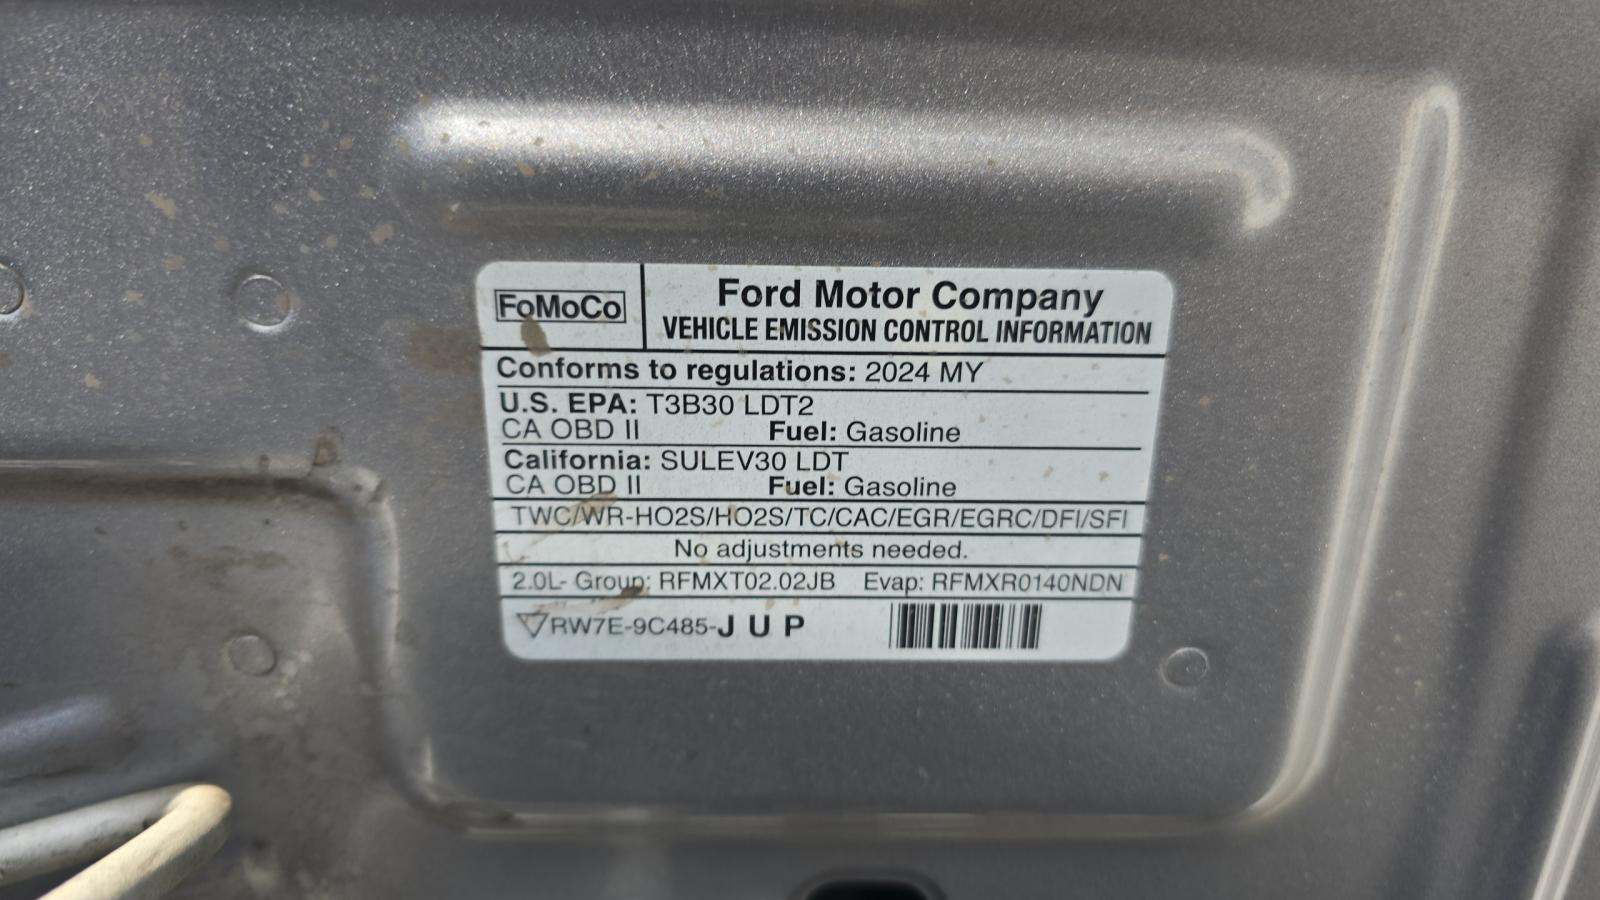 FoMoCo
Ford Motor Company
VEHICLE EMISSION CONTROL INFORMATION
Conforms to regulations: 2024 MY
U.S. EPA: T3B30 LDT2
CA OBD II Fuel: Gasoline
California: SULEV30 LDT
CA OBD II Fuel: Gasoline
TWC/WR-HO2S/HO2S/TC/CAC/EGR/EGRC/DFI/SFI
No adjustments needed.
2.0L- Group: RFMXT02.02JB Evap: RFMXR0140NDN
RW7E-9C485-J U P